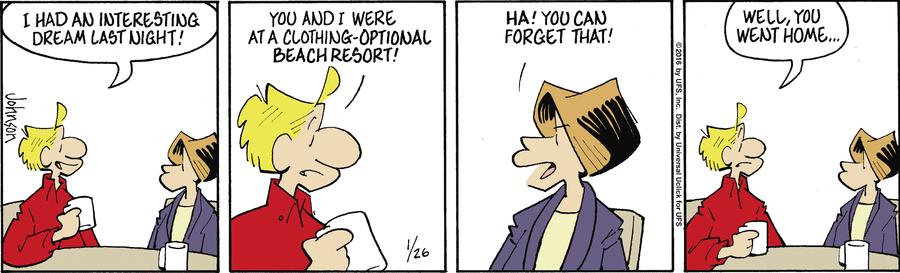 I HAD AN INTERESTING
DREAM LAST NIGHT!
Johnson
YOU AND I WERE
AT A CLOTHING-OPTIONAL
BEACH RESORT!
1/26
HA! YOU CAN
FORGET THAT!
©2016 by UFS, Inc. Dist. by Universal Uclick for UFS
WELL, YOU
WENT HOME...